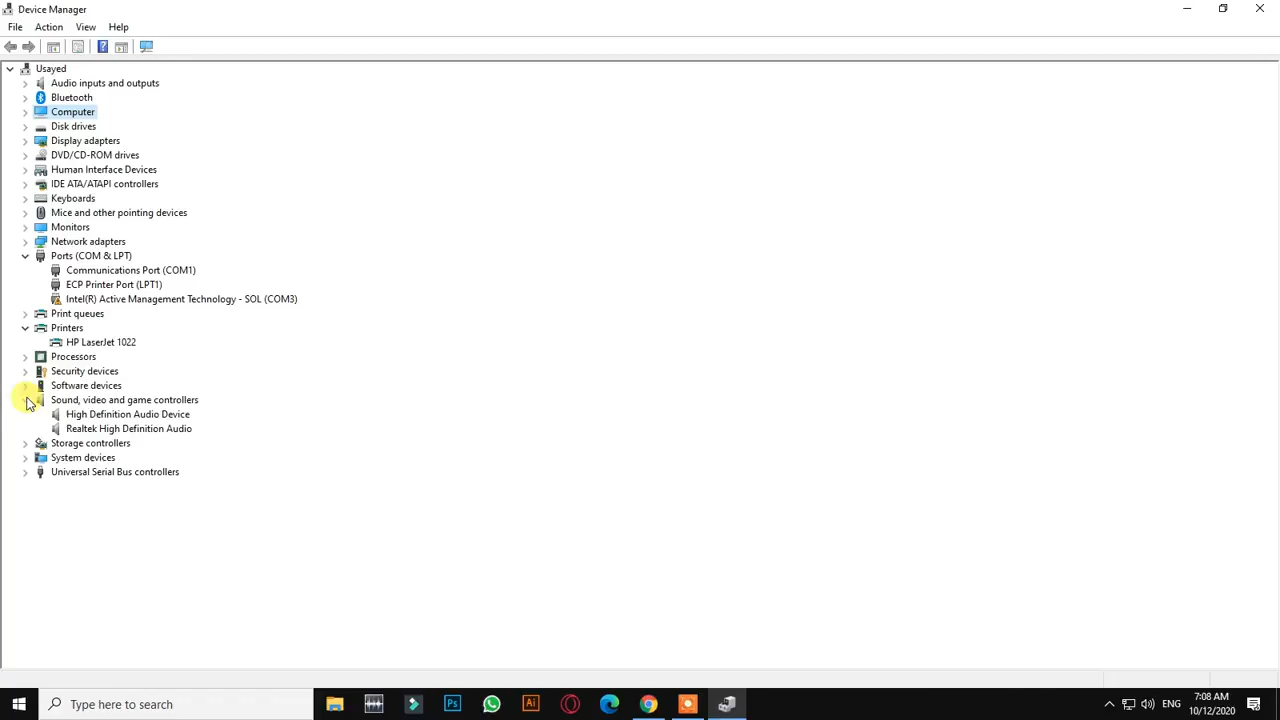 Device Manager
File Action View Help
Usayed
Audio inputs and outputs
Bluetooth
Computer
Disk drives
Display adapters
DVD/CD-ROM drives
Human Interface Devices
IDE ATA/ATAPI controllers
Keyboards
Mice and other pointing devices
Monitors
Network adapters
Ports (COM & LPT)
Communications Port (COM1)
ECP Printer Port (LPT1)
Intel(R) Active Management Technology - SOL (COM3)
Print queues
Printers
HP LaserJet 1022
Processors
Security devices
Software devices
Sound, video and game controllers
High Definition Audio Device
Realtek High Definition Audio
Storage controllers
System devices
Universal Serial Bus controllers
Type here to search
Ps
Ai
ENG
7:08 AM
10/12/2020